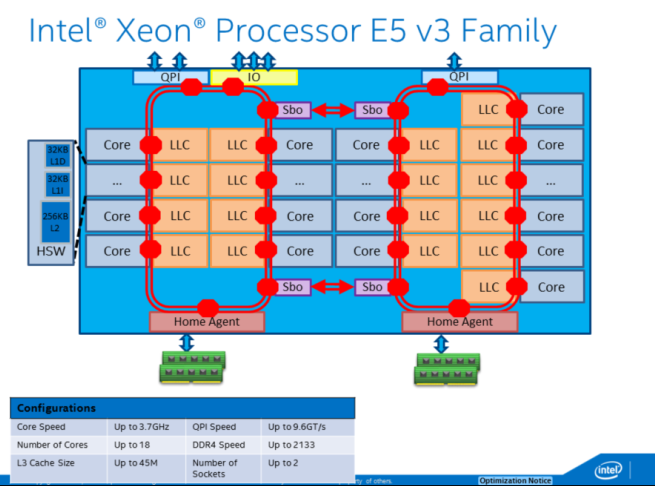 Intel® Xeon® Processor E5 v3 Family
QPI IO QPI
Sbo Sbo LLC Core
32KB
L1D
Core LLC LLC Core Core LLC LLC Core
32KB
L1I
... LLC LLC ... ... LLC LLC ...
256KB
L2
Core LLC LLC Core Core LLC LLC Core
HSW
Core LLC LLC Core Core LLC LLC Core
Sbo Sbo LLC Core
Home Agent Home Agent
Configurations
Core Speed Up to 3.7GHz QPI Speed Up to 9.6GT/s
Number of Cores Up to 18 DDR4 Speed Up to 2133
L3 Cache Size Up to 45M Number of Sockets Up to 2
of others
Optimization Notice
intel